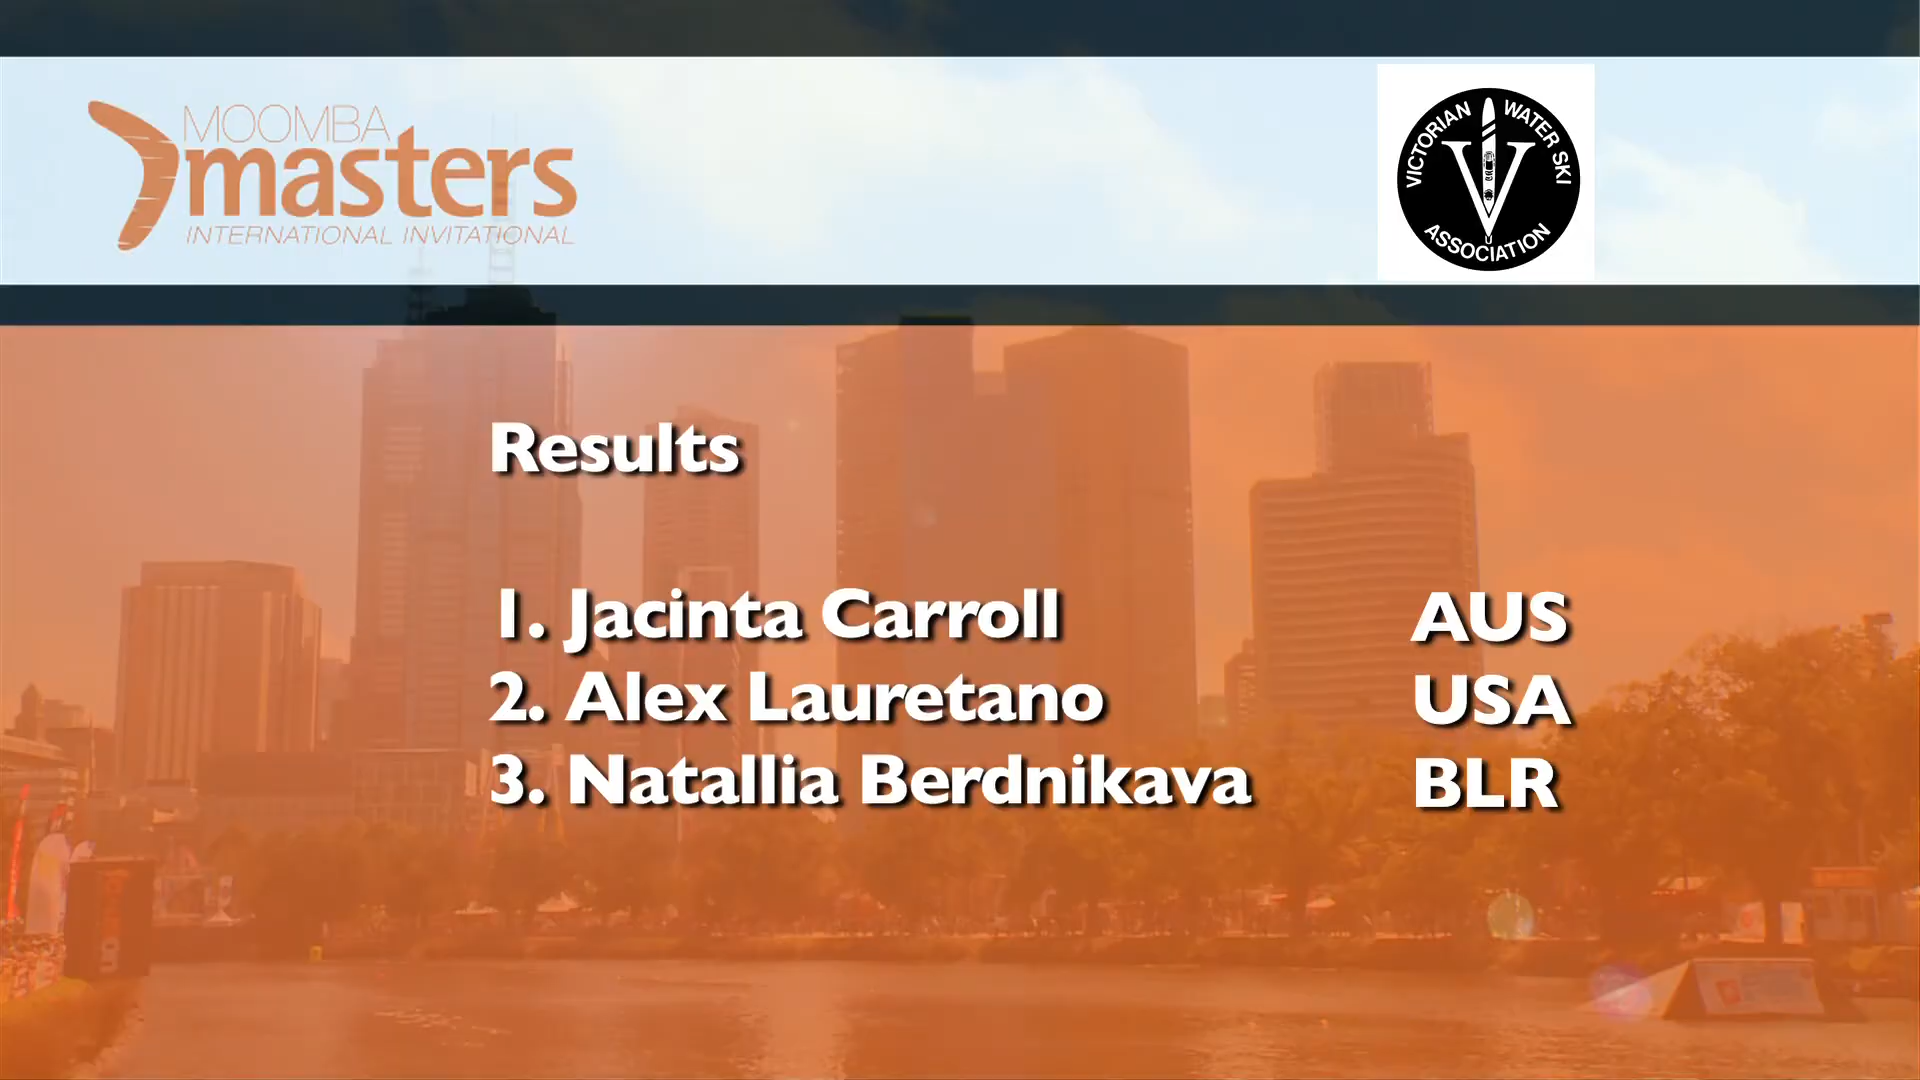 MOOMBA
masters
INTERNATIONAL INVITATIONAL
VICTORIAN WATER SKI
ASSOCIATION
Results
1. Jacinta Carroll AUS
2. Alex Lauretano USA
3. Natallia Berdnikava BLR